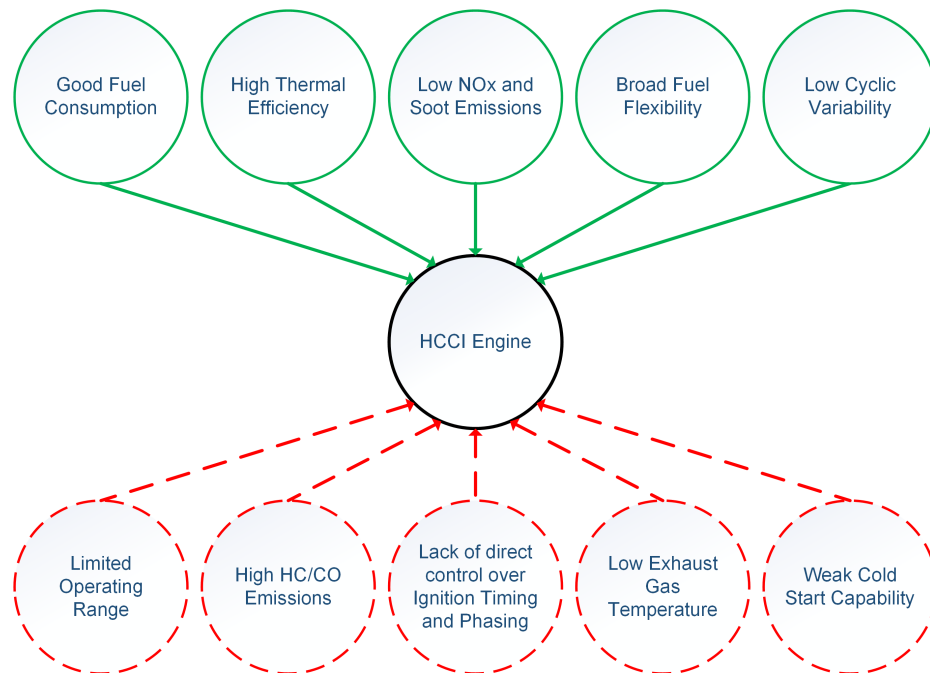 Good Fuel
Consumption
High Thermal
Efficiency
Low NOx and
Soot Emissions
Broad Fuel
Flexibility
Low Cyclic
Variability
HCCI Engine
Limited
Operating
Range
High HC/CO
Emissions
Lack of direct
control over
Ignition Timing
and Phasing
Low Exhaust
Gas
Temperature
Weak Cold
Start Capability